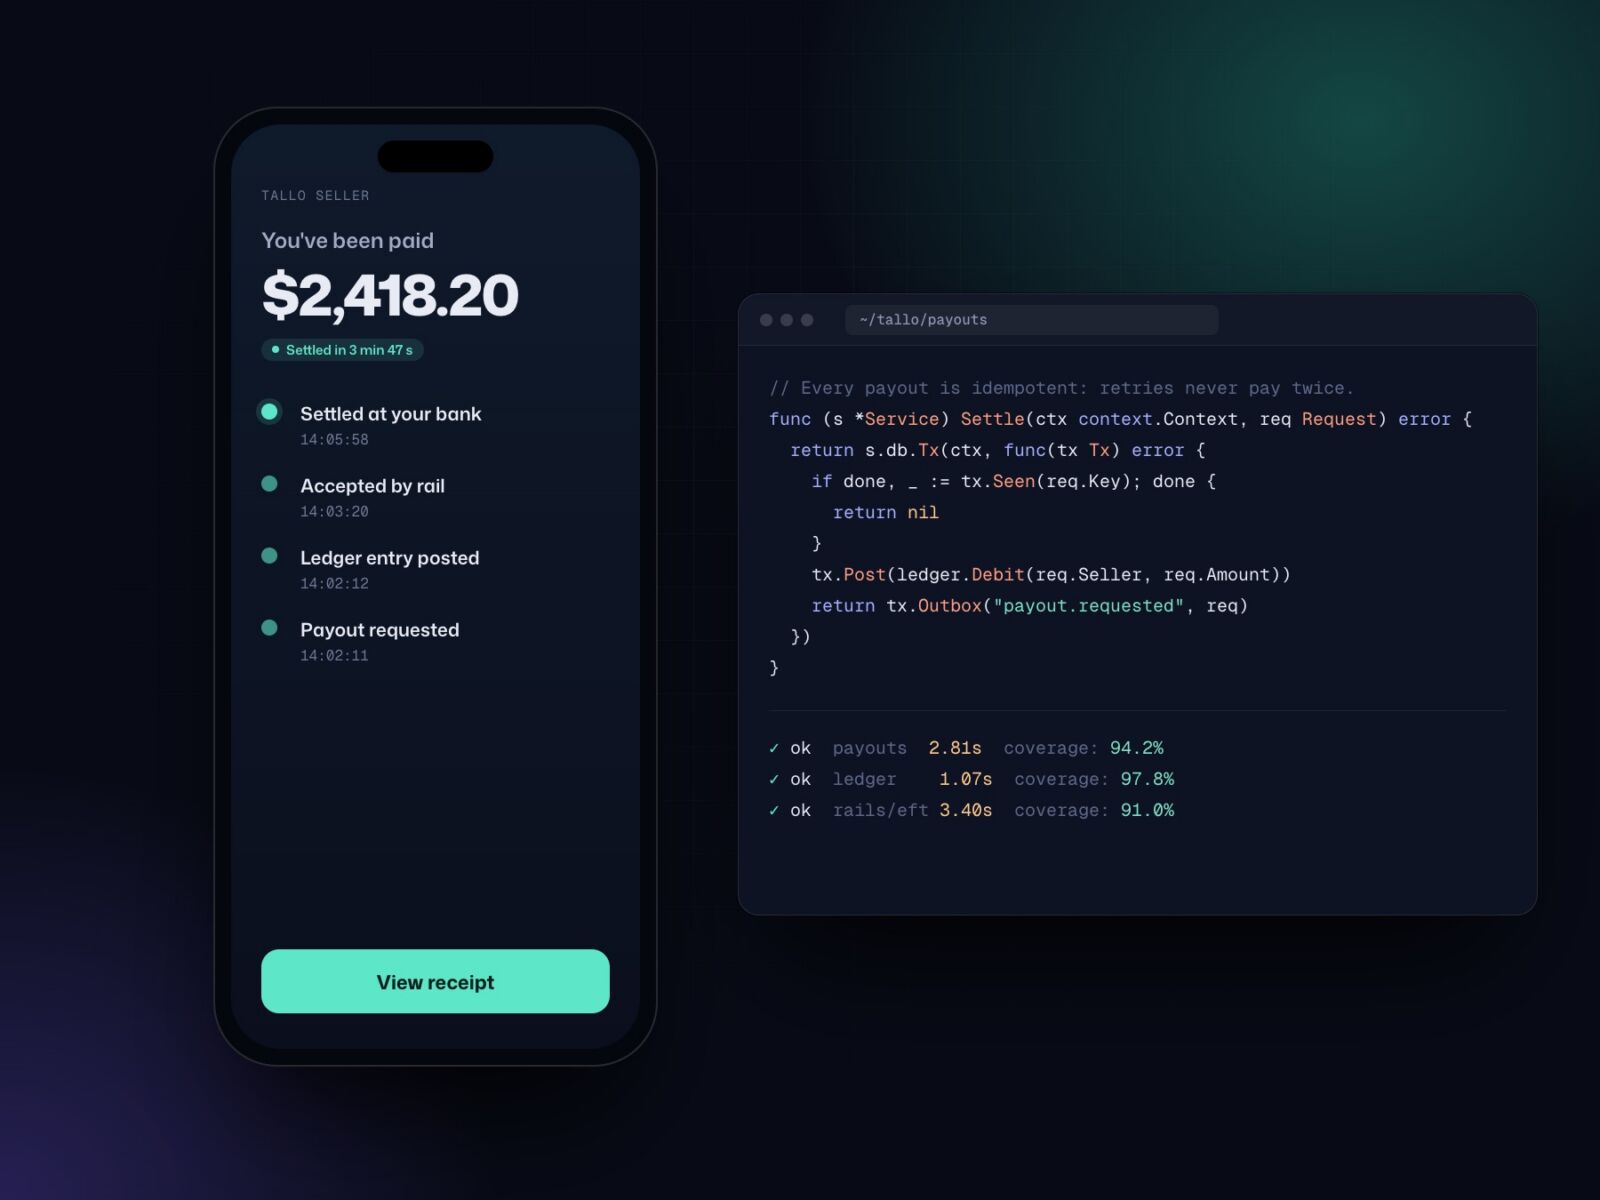 TALLO SELLER
You've been paid
$2,418.20
Settled in 3 min 47 s
Settled at your bank
14:05:58
Accepted by rail
14:03:20
Ledger entry posted
14:02:12
Payout requested
14:02:11
View receipt
~/tallo/payouts
// Every payout is idempotent: retries never pay twice.
func (s *Service) Settle(ctx context.Context, req Request) error {
  return s.db.Tx(ctx, func(tx Tx) error {
    if done, _ := tx.Seen(req.Key); done {
      return nil
    }
    tx.Post(ledger.Debit(req.Seller, req.Amount))
    return tx.Outbox("payout.requested", req)
  })
}
✓ ok  payouts  2.81s  coverage: 94.2%
✓ ok  ledger    1.07s  coverage: 97.8%
✓ ok  rails/eft 3.40s  coverage: 91.0%